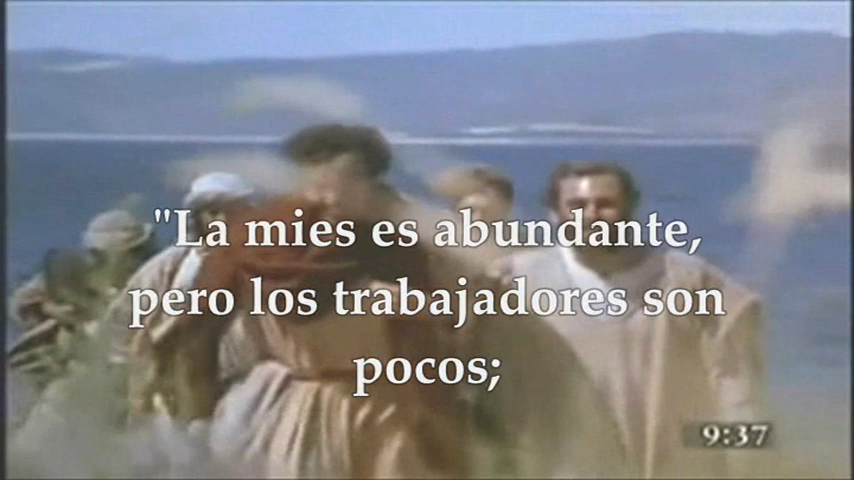 "La mies es abundante,
pero los trabajadores son
pocos;
9:37